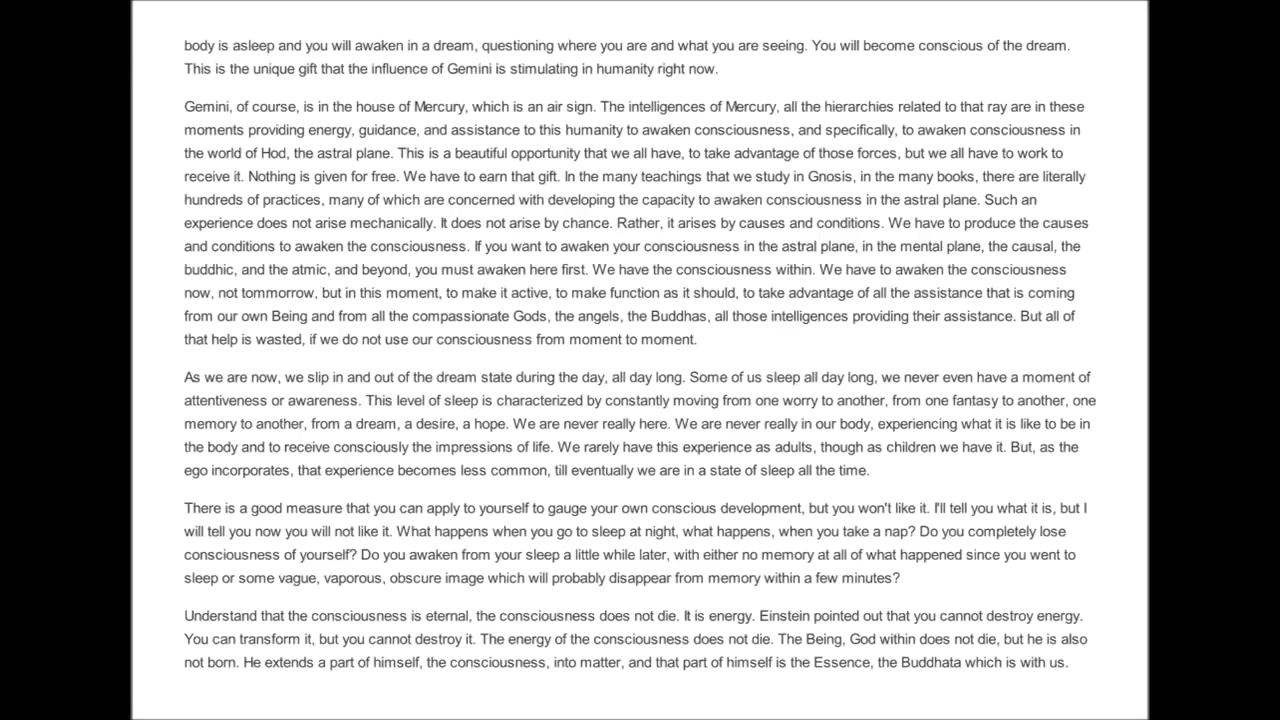 body is asleep and you will awaken in a dream, questioning where you are and what you are seeing. You will become conscious of the dream.
This is the unique gift that the influence of Gemini is stimulating in humanity right now.
Gemini, of course, is in the house of Mercury, which is an air sign. The intelligences of Mercury, all the hierarchies related to that ray are in these
moments providing energy, guidance, and assistance to this humanity to awaken consciousness, and specifically, to awaken consciousness in
the world of Hod, the astral plane. This is a beautiful opportunity that we all have, to take advantage of those forces, but we all have to work to
receive it. Nothing is given for free. We have to earn that gift. In the many teachings that we study in Gnosis, in the many books, there are literally
hundreds of practices, many of which are concerned with developing the capacity to awaken consciousness in the astral plane. Such an
experience does not arise mechanically. It does not arise by chance. Rather, it arises by causes and conditions. We have to produce the causes
and conditions to awaken the consciousness. If you want to awaken your consciousness in the astral plane, in the mental plane, the causal, the
buddhic, and the atmic, and beyond, you must awaken here first. We have the consciousness within. We have to awaken the consciousness
now, not tommorrow, but in this moment, to make it active, to make function as it should, to take advantage of all the assistance that is coming
from our own Being and from all the compassionate Gods, the angels, the Buddhas, all those intelligences providing their assistance. But all of
that help is wasted, if we do not use our consciousness from moment to moment.
As we are now, we slip in and out of the dream state during the day, all day long. Some of us sleep all day long, we never even have a moment of
attentiveness or awareness. This level of sleep is characterized by constantly moving from one worry to another, from one fantasy to another, one
memory to another, from a dream, a desire, a hope. We are never really here. We are never really in our body, experiencing what it is like to be in
the body and to receive consciously the impressions of life. We rarely have this experience as adults, though as children we have it. But, as the
ego incorporates, that experience becomes less common, till eventually we are in a state of sleep all the time.
There is a good measure that you can apply to yourself to gauge your own conscious development, but you won't like it. I'll tell you what it is, but I
will tell you now you will not like it. What happens when you go to sleep at night, what happens, when you take a nap? Do you completely lose
consciousness of yourself? Do you awaken from your sleep a little while later, with either no memory at all of what happened since you went to
sleep or some vague, vaporous, obscure image which will probably disappear from memory within a few minutes?
Understand that the consciousness is eternal, the consciousness does not die. It is energy. Einstein pointed out that you cannot destroy energy.
You can transform it, but you cannot destroy it. The energy of the consciousness does not die. The Being, God within does not die, but he is also
not born. He extends a part of himself, the consciousness, into matter, and that part of himself is the Essence, the Buddhata which is with us.